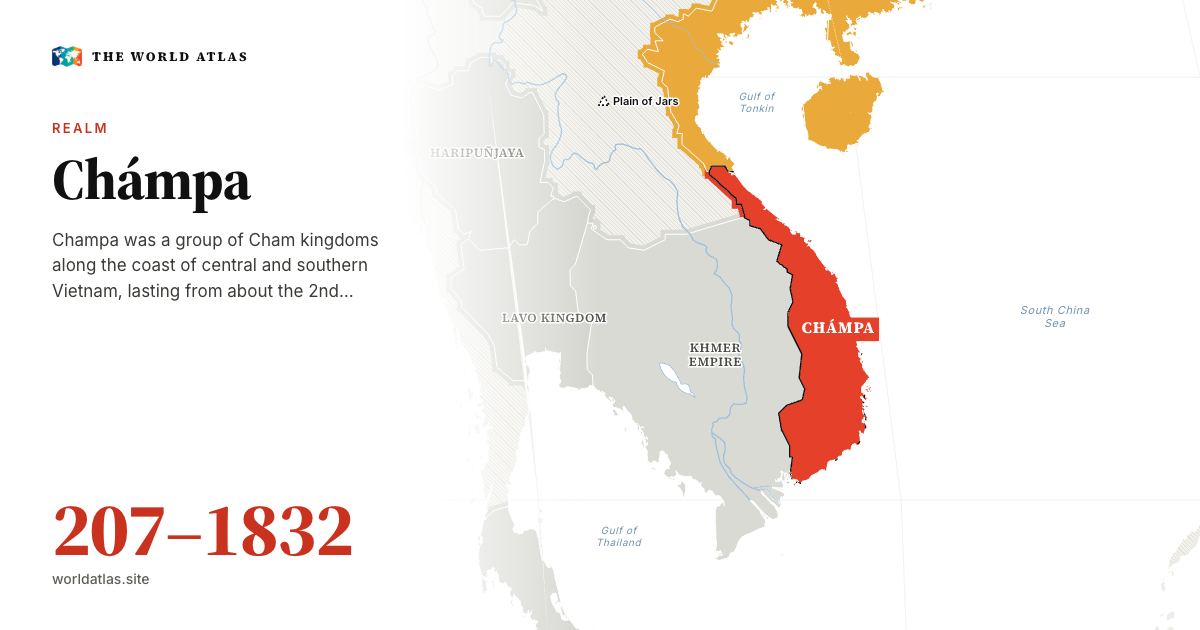 THE WORLD ATLAS
REALM
Chámpa
Champa was a group of Cham kingdoms
along the coast of central and southern
Vietnam, lasting from about the 2nd...
207–1832
worldatlas.site
Plain of Jars
Gulf of
Tonkin
HARIPUÑJAYA
LAVO KINGDOM
KHMER
EMPIRE
CHÁMPA
South China
Sea
Gulf of
Thailand